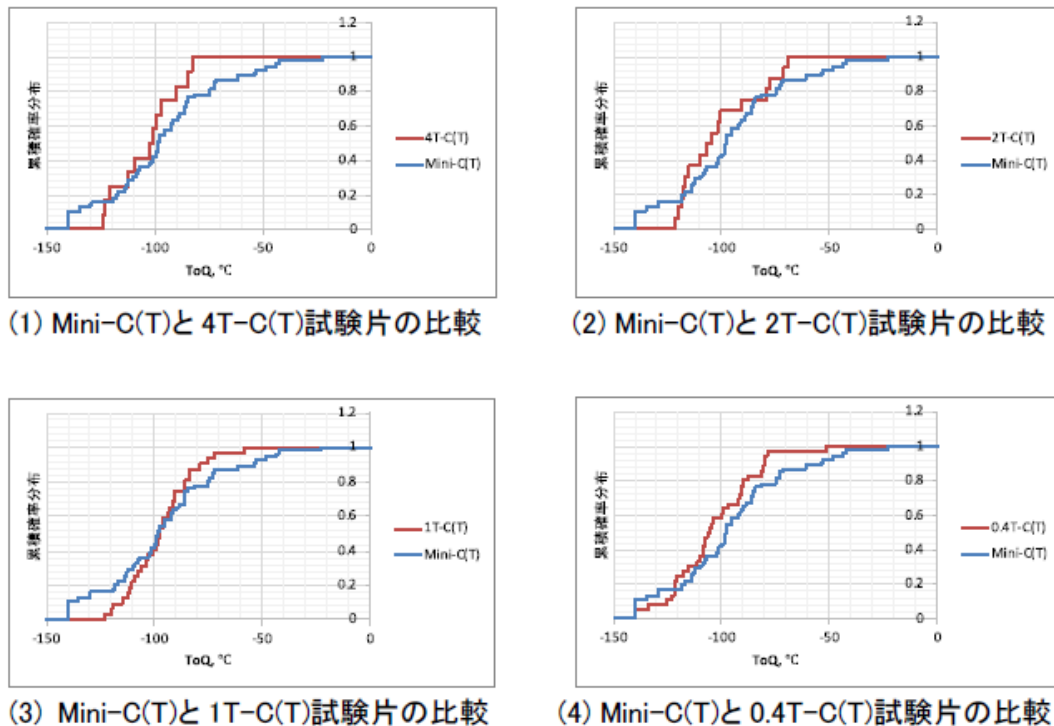 1.2
1
0.8
0.6
0.4
0.2
0
累積確率分布
4T-C(T)
Mini-C(T)
-150 -100 -50 0
ToQ, ℃
(1) Mini-C(T)と 4T-C(T)試験片の比較
1.2
1
0.8
0.6
0.4
0.2
0
累積確率分布
2T-C(T)
Mini-C(T)
-150 -100 -50 0
ToQ, ℃
(2) Mini-C(T)と 2T-C(T)試験片の比較
1.2
1
0.8
0.6
0.4
0.2
0
累積確率分布
1T-C(T)
Mini-C(T)
-150 -100 -50 0
ToQ, ℃
(3) Mini-C(T)と 1T-C(T)試験片の比較
1.2
1
0.8
0.6
0.4
0.2
0
累積確率分布
0.4T-C(T)
Mini-C(T)
-150 -100 -50 0
ToQ, ℃
(4) Mini-C(T)と 0.4T-C(T)試験片の比較